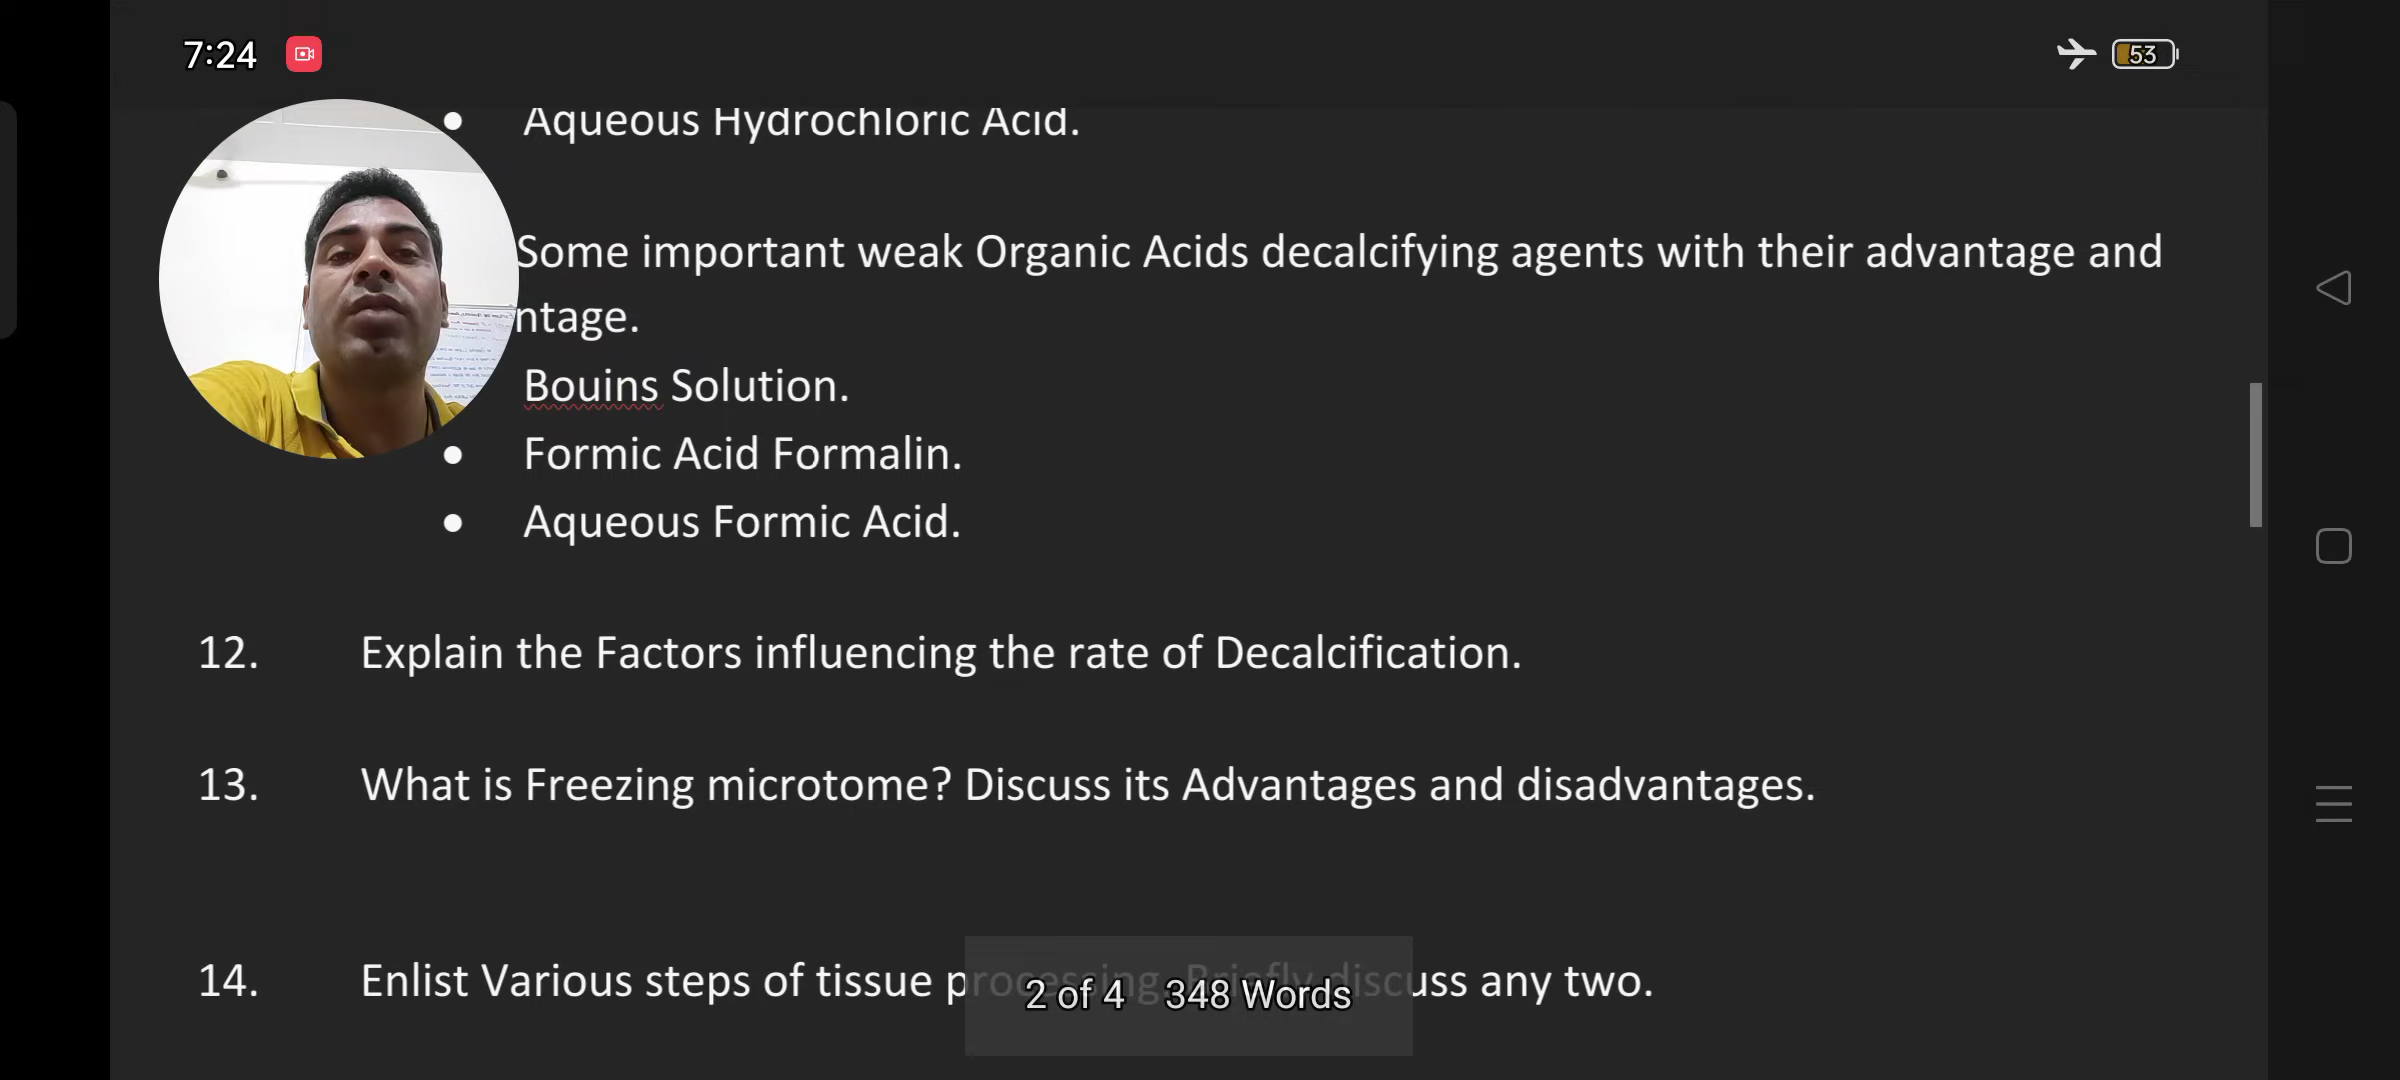 7:24
53
Aqueous Hydrochloric Acid.
Some important weak Organic Acids decalcifying agents with their advantage and
ntage.
Bouins Solution.
Formic Acid Formalin.
Aqueous Formic Acid.
12. Explain the Factors influencing the rate of Decalcification.
13. What is Freezing microtome? Discuss its Advantages and disadvantages.
14. Enlist Various steps of tissue processing. Briefly discuss any two.
2 of 4 348 Words